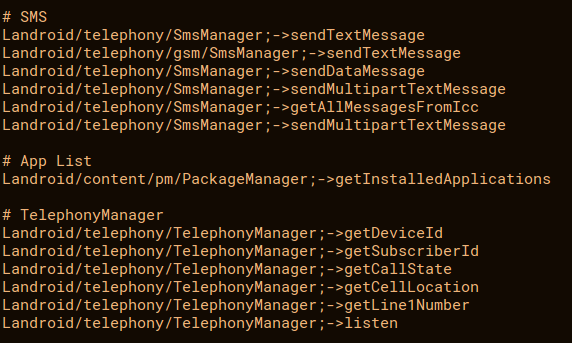 # SMS
Landroid/telephony/SmsManager;->sendTextMessage
Landroid/telephony/gsm/SmsManager;->sendTextMessage
Landroid/telephony/SmsManager;->sendDataMessage
Landroid/telephony/SmsManager;->sendMultipartTextMessage
Landroid/telephony/SmsManager;->getAllMessagesFromIcc
Landroid/telephony/SmsManager;->sendMultipartTextMessage

# App List
Landroid/content/pm/PackageManager;->getInstalledApplications

# TelephonyManager
Landroid/telephony/TelephonyManager;->getDeviceId
Landroid/telephony/TelephonyManager;->getSubscriberId
Landroid/telephony/TelephonyManager;->getCallState
Landroid/telephony/TelephonyManager;->getCellLocation
Landroid/telephony/TelephonyManager;->getLine1Number
Landroid/telephony/TelephonyManager;->listen